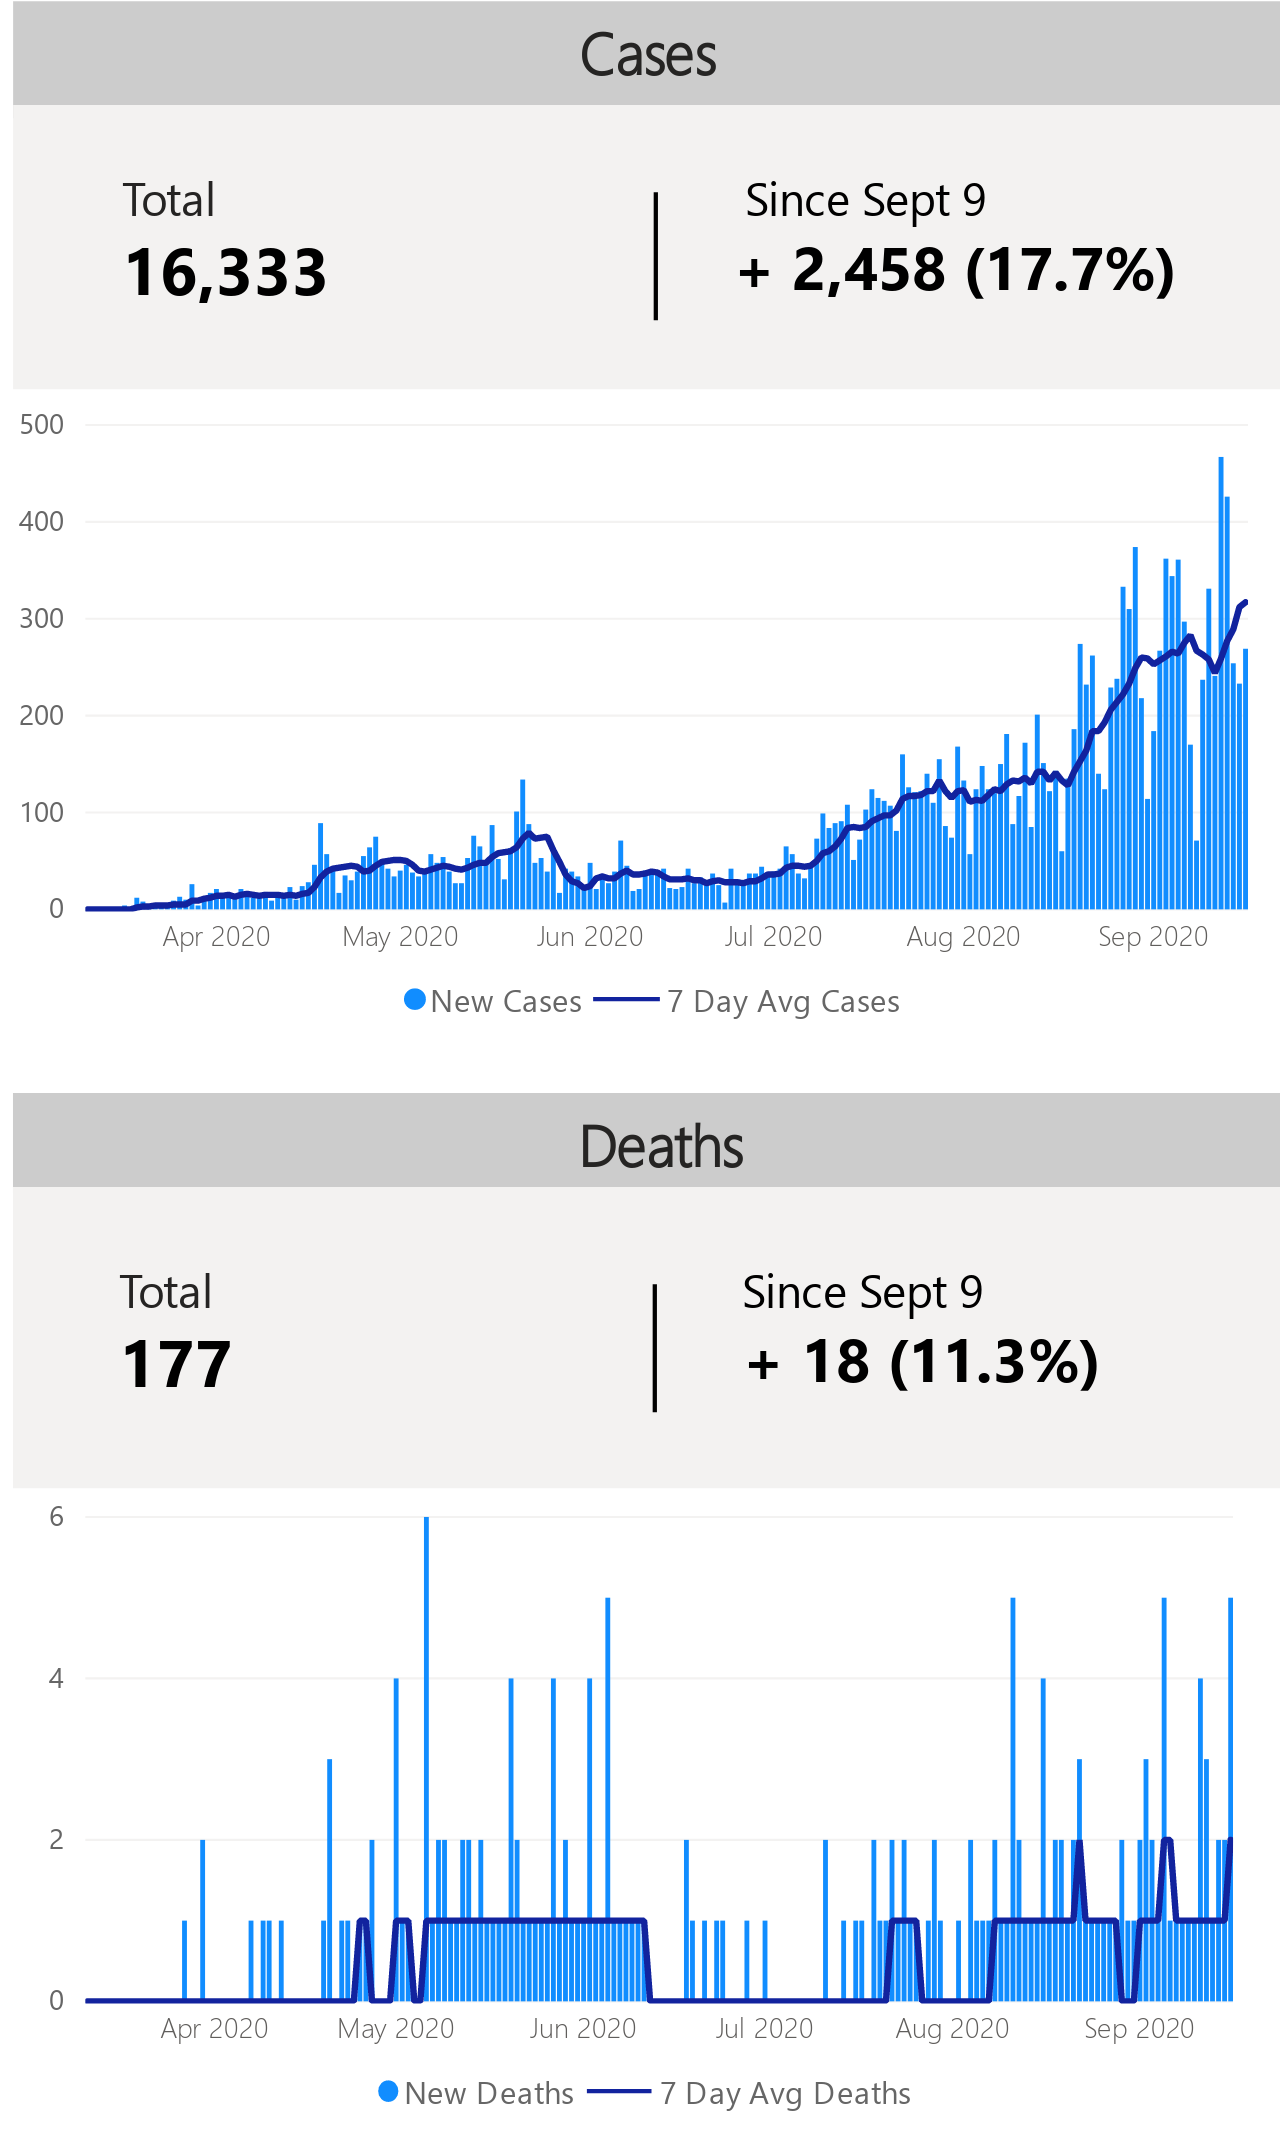 Cases
Total
Since Sept 9
16,333
+ 2,458 (17.7%)
500
400
300
200
100
0
Apr 2020
May 2020
Jun 2020
Jul 2020
Aug 2020
Sep 2020
New Cases
7 Day Avg Cases
Deaths
Total
Since Sept 9
177
+ 18 (11.3%)
6
4
2
0
Apr 2020
May 2020
Jun 2020
Jul 2020
Aug 2020
Sep 2020
New Deaths
7 Day Avg Deaths